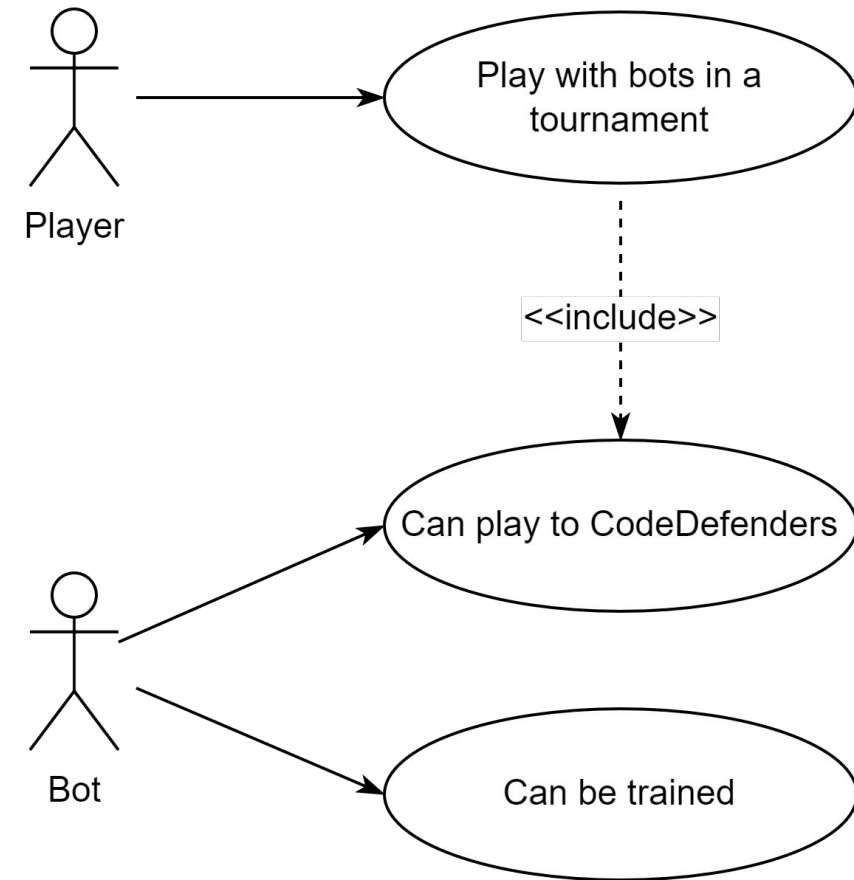 Play with bots in a
tournament
Player
<<include>>
Can play to CodeDefenders
Bot
Can be trained